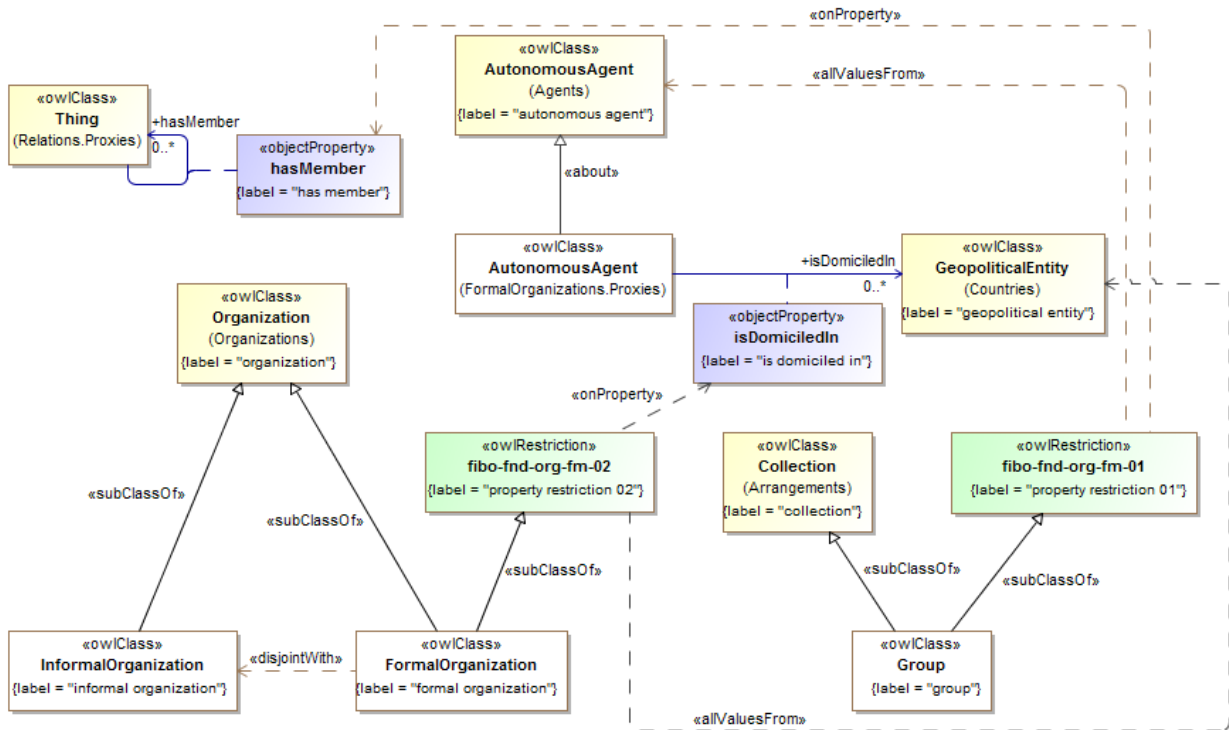 «onProperty»
«owlClass»
AutonomousAgent
(Agents)
{label = "autonomous agent"}
«allValuesFrom»
«owlClass»
Thing
(Relations.Proxies)
+hasMember
0..*
«objectProperty»
hasMember
{label = "has member"}
«about»
«owlClass»
AutonomousAgent
(FormalOrganizations.Proxies)
+isDomiciledIn
0..*
«owlClass»
GeopoliticalEntity
(Countries)
{label = "geopolitical entity"}
«owlClass»
Organization
(Organizations)
{label = "organization"}
«objectProperty»
isDomiciledIn
{label = "is domiciled in"}
«onProperty»
«owlRestriction»
fibo-fnd-org-fm-02
{label = "property restriction 02"}
«owlClass»
Collection
(Arrangements)
{label = "collection"}
«owlRestriction»
fibo-fnd-org-fm-01
{label = "property restriction 01"}
«subClassOf»
«subClassOf»
«subClassOf»
«subClassOf»
«subClassOf»
«owlClass»
InformalOrganization
{label = "informal organization"}
«disjointWith»
«owlClass»
FormalOrganization
{label = "formal organization"}
«owlClass»
Group
{label = "group"}
«allValuesFrom»